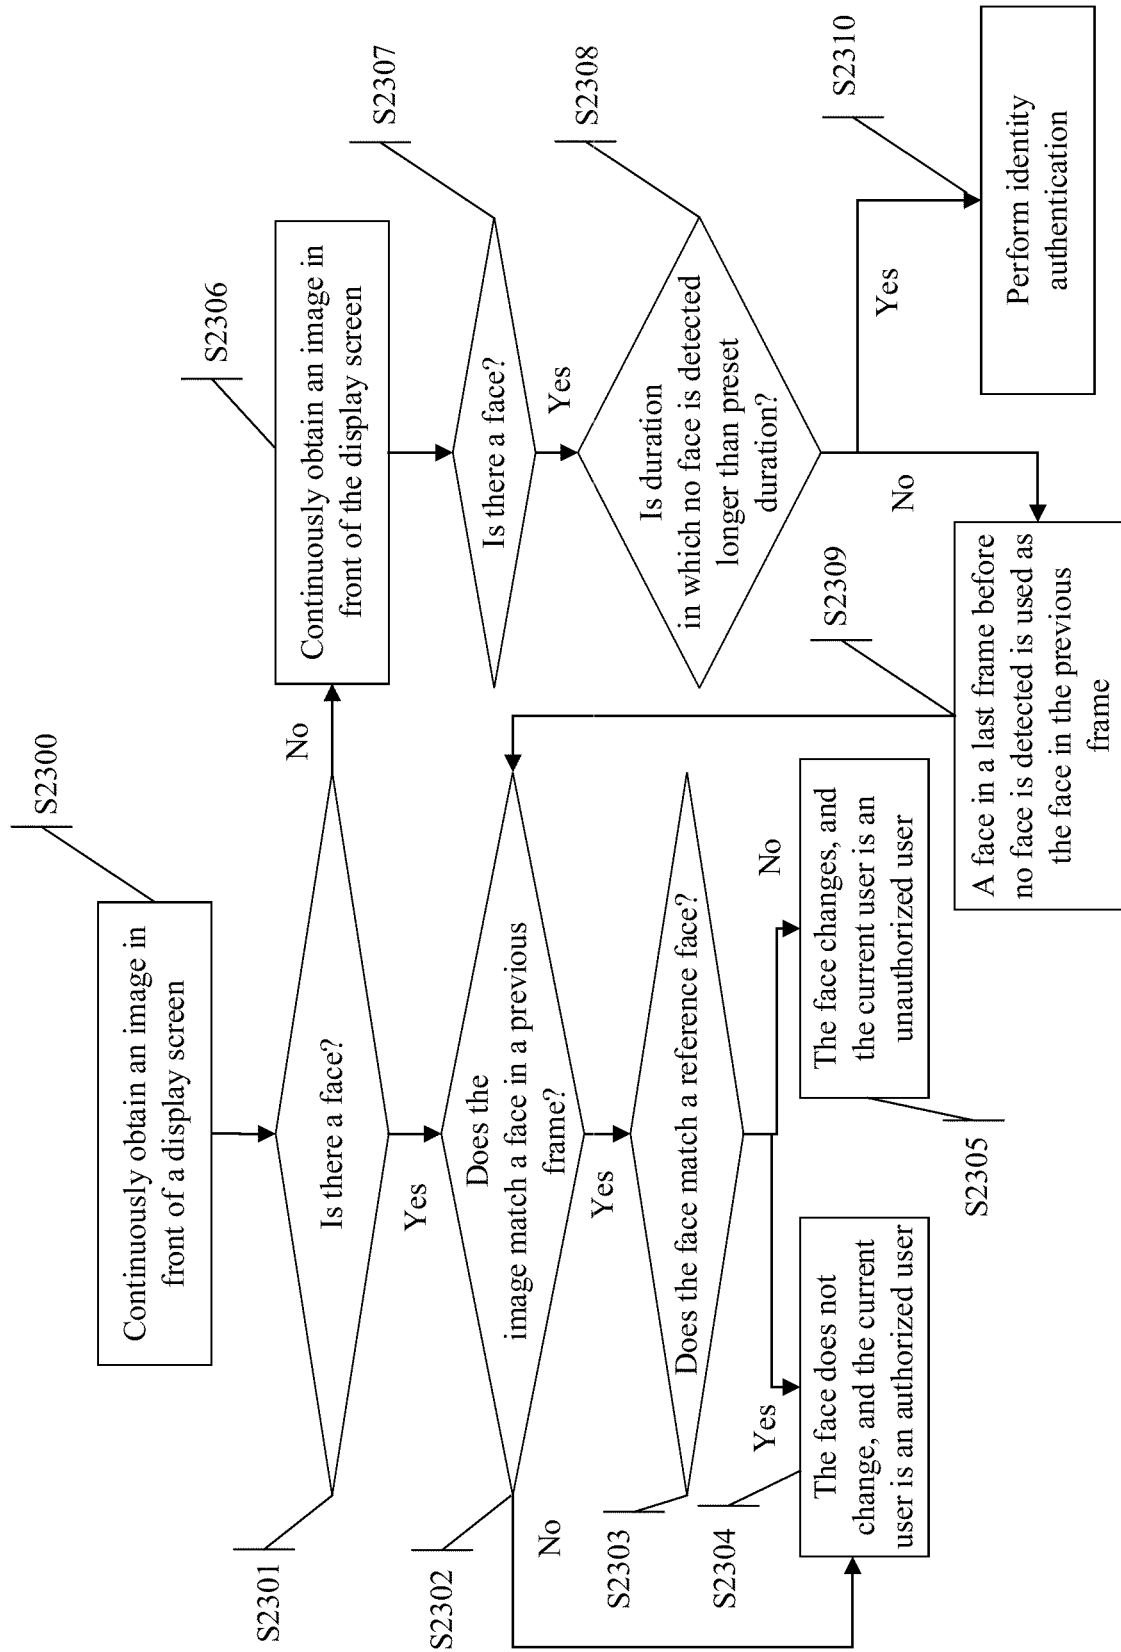 S2300
Continuously obtain an image in
front of a display screen
S2301
Is there a face?
No
Yes
S2302
Does the
image match a face in a previous
frame?
No
Yes
S2303
Does the face match a reference face?
S2304
Yes
No
The face does not
change, and the current
user is an authorized user
The face changes, and
the current user is an
unauthorized user
S2305
S2306
Continuously obtain an image in
front of the display screen
S2307
Is there a face?
Yes
S2308
Is duration
in which no face is detected
longer than preset
duration?
Yes
No
S2309
A face in a last frame before
no face is detected is used as
the face in the previous
frame
S2310
Perform identity
authentication